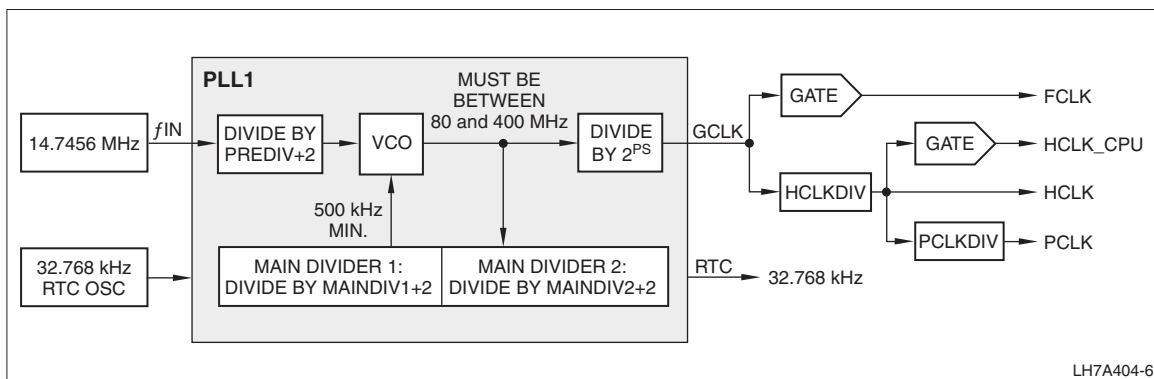 PLL1
MUST BE
BETWEEN
80 and 400 MHz
14.7456 MHz
ƒIN
DIVIDE BY
PREDIV+2
VCO
DIVIDE
BY 2^PS
GCLK
GATE
FCLK
GATE
HCLK_CPU
HCLKDIV
HCLK
PCLKDIV
PCLK
500 kHz
MIN.
32.768 kHz
RTC OSC
MAIN DIVIDER 1:
DIVIDE BY MAINDIV1+2
MAIN DIVIDER 2:
DIVIDE BY MAINDIV2+2
RTC
32.768 kHz
LH7A404-6